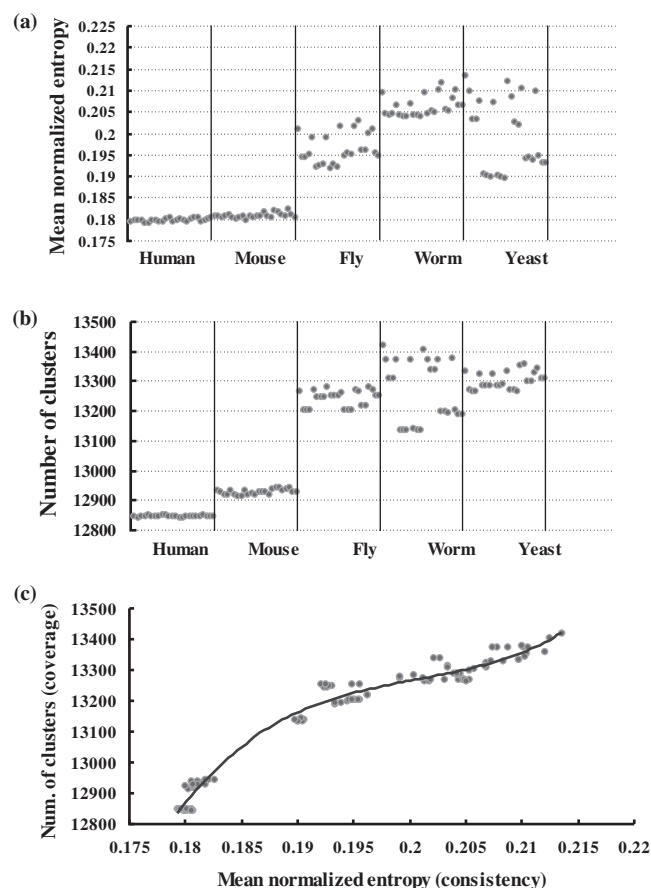 (a)
Mean normalized entropy
0.225
0.22
0.215
0.21
0.205
0.2
0.195
0.19
0.185
0.18
0.175
Human Mouse Fly Worm Yeast
(b)
Number of clusters
13500
13400
13300
13200
13100
13000
12900
12800
Human Mouse Fly Worm Yeast
(c)
Num. of clusters (coverage)
13500
13400
13300
13200
13100
13000
12900
12800
0.175 0.18 0.185 0.19 0.195 0.2 0.205 0.21 0.215 0.22
Mean normalized entropy (consistency)